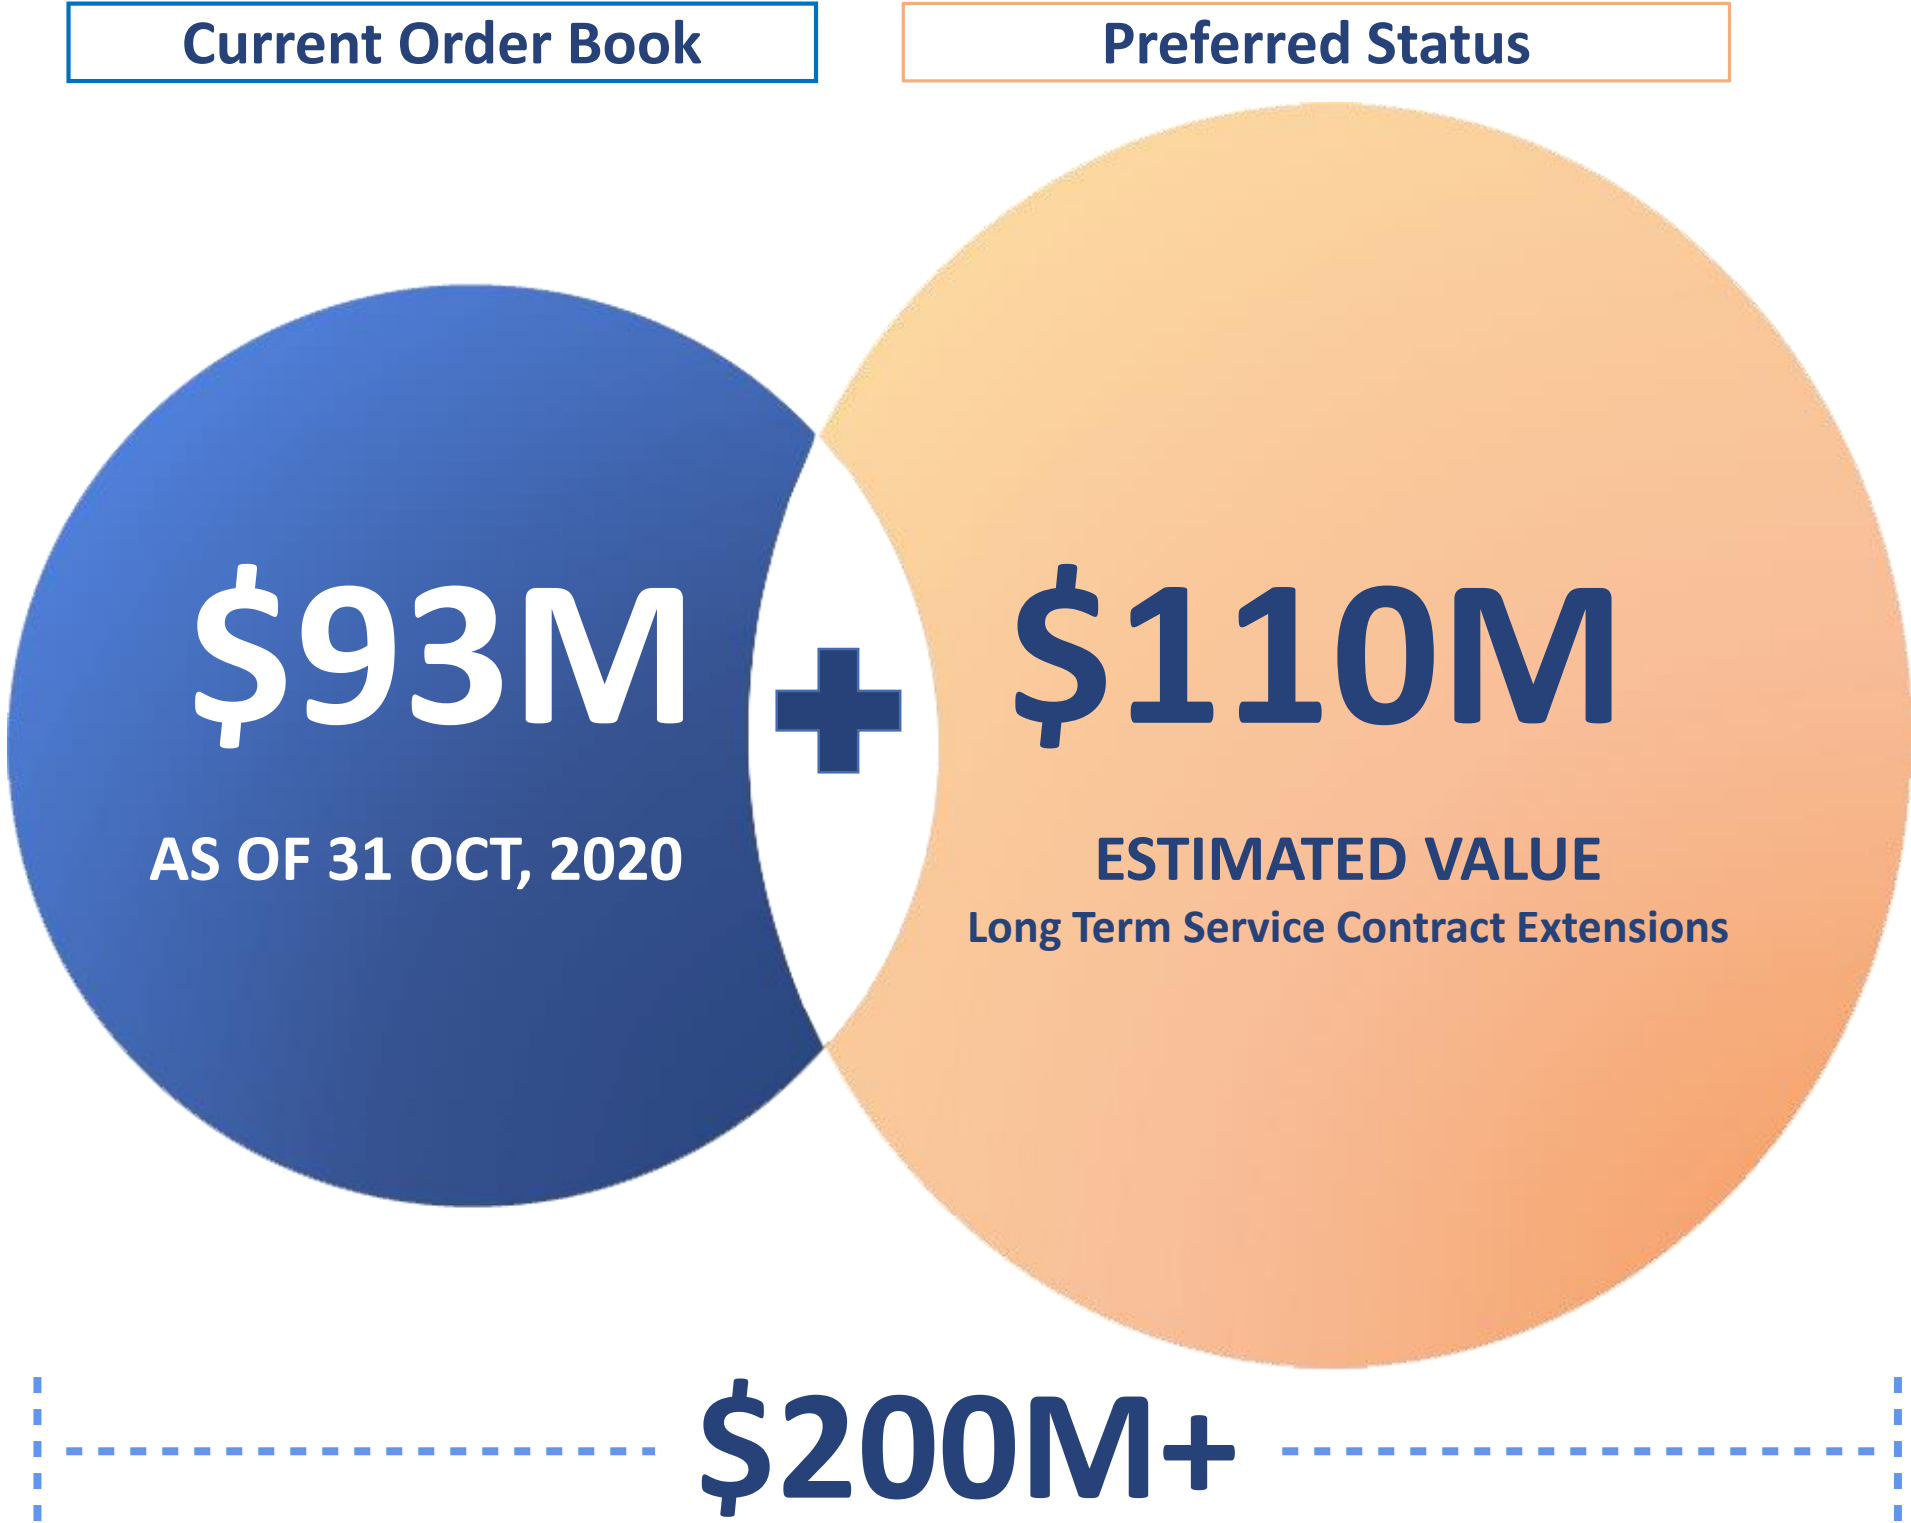 Current Order Book
Preferred Status
$93M
AS OF 31 OCT, 2020
$110M
ESTIMATED VALUE
Long Term Service Contract Extensions
$200M+